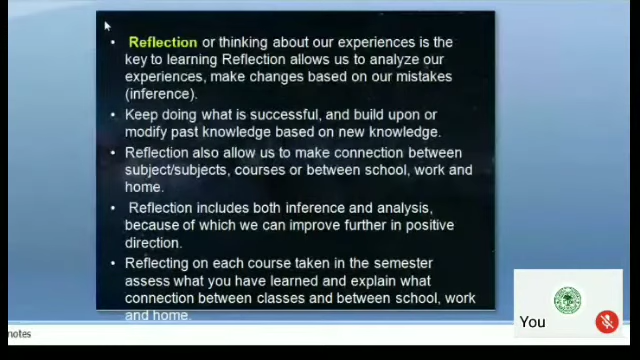 • Reflection or thinking about our experiences is the
key to learning Reflection allows us to analyze our
experiences, make changes based on our mistakes
(inference).
• Keep doing what is successful, and build upon or
modify past knowledge based on new knowledge.
• Reflection also allow us to make connection between
subject/subjects, courses or between school, work and
home.
• Reflection includes both inference and analysis,
because of which we can improve further in positive
direction.
• Reflecting on each course taken in the semester
assess what you have learned and explain what
connection between classes and between school, work
and home.
You
notes